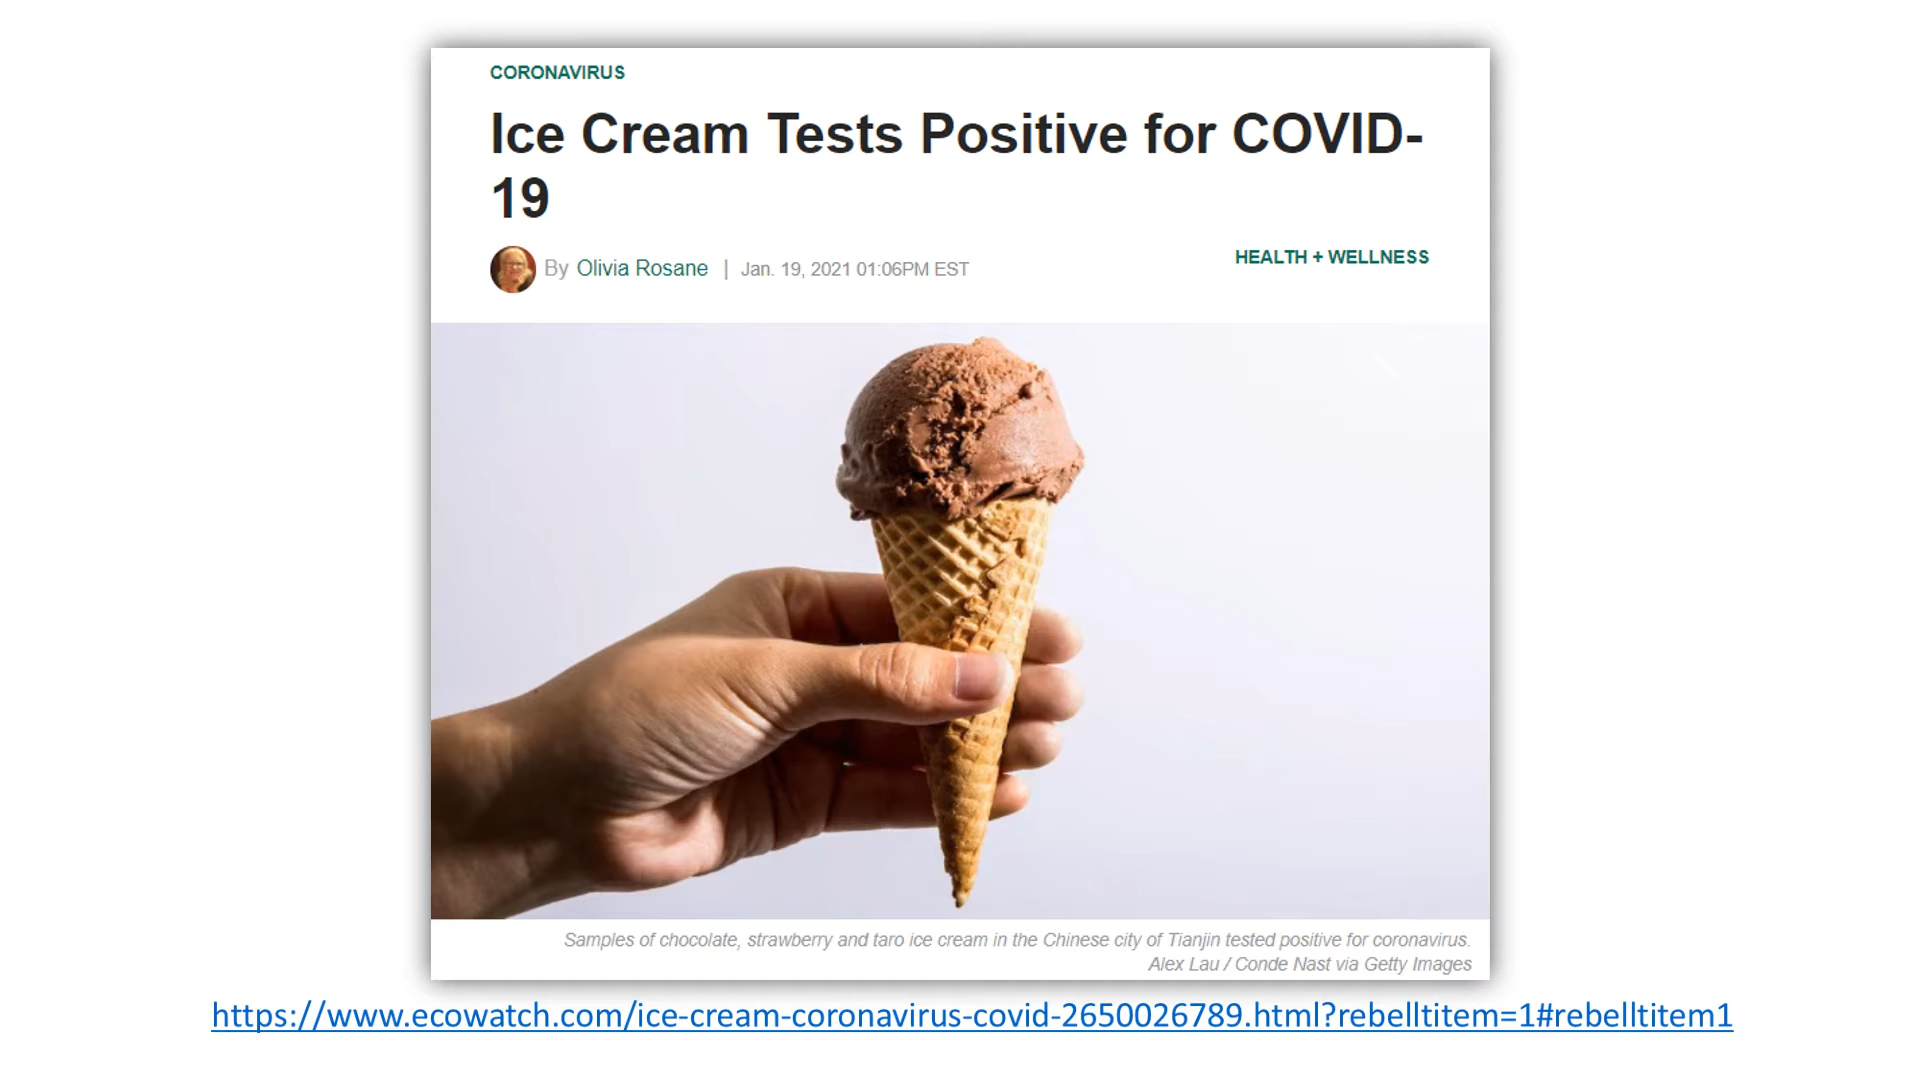 CORONAVIRUS
Ice Cream Tests Positive for COVID-
19
By Olivia Rosane | Jan. 19, 2021 01:06PM EST
HEALTH + WELLNESS
Samples of chocolate, strawberry and taro ice cream in the Chinese city of Tianjin tested positive for coronavirus.
Alex Lau / Conde Nast via Getty Images
https://www.ecowatch.com/ice-cream-coronavirus-covid-2650026789.html?rebelltitem=1#rebelltitem1